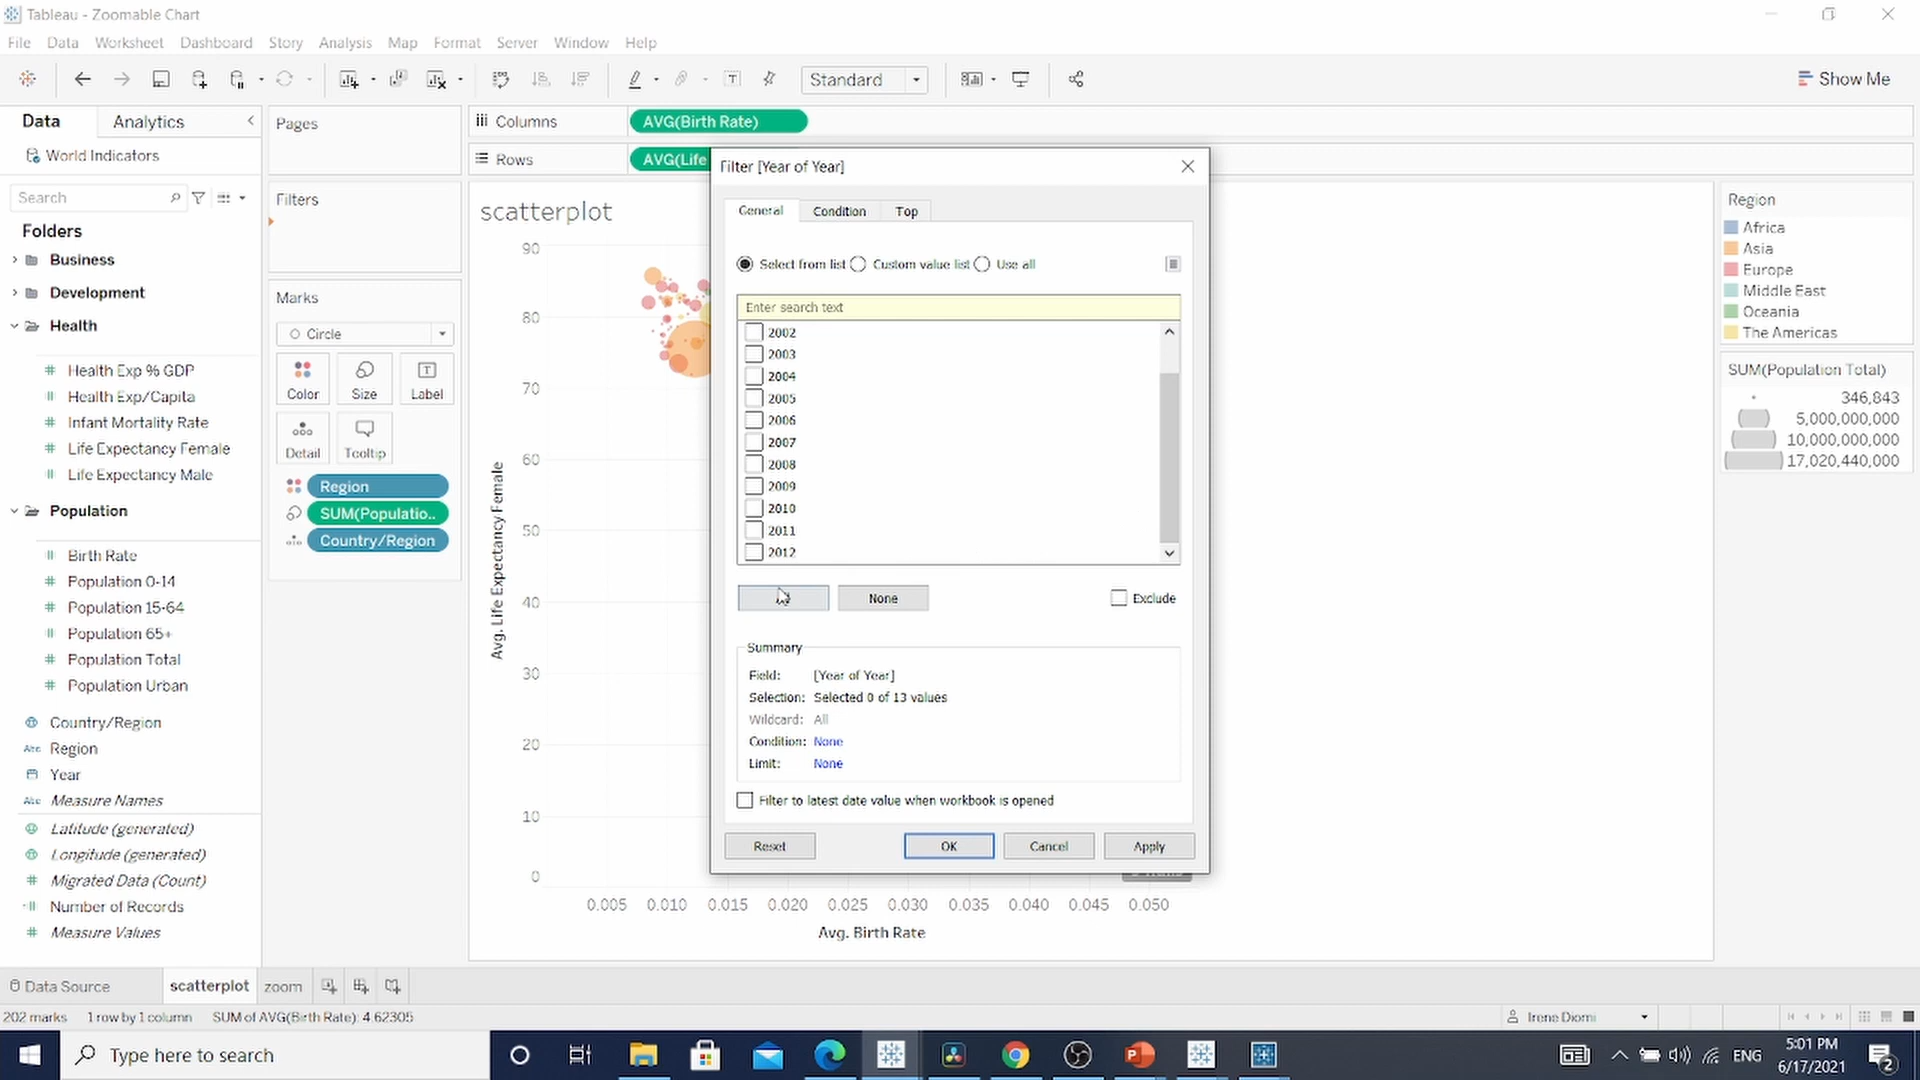 Tableau - Zoomable Chart
File Data Worksheet Dashboard Story Analysis Map Format Server Window Help
Standard
Show Me
Data Analytics
World Indicators
Search
Folders
Business
Development
Health
Health Exp % GDP
Health Exp/Capita
Infant Mortality Rate
Life Expectancy Female
Life Expectancy Male
Population
Birth Rate
Population 0-14
Population 15-64
Population 65+
Population Total
Population Urban
Country/Region
Abc Region
Year
Abc Measure Names
Latitude (generated)
Longitude (generated)
Migrated Data (Count)
Number of Records
Measure Values
Pages
Filters
Marks
Circle
Color Size Label
Detail Tooltip
Region
SUM(Populatio..
Country/Region
Columns AVG(Birth Rate)
Rows AVG(Life
scatterplot
Avg. Life Expectancy Female
90
80
70
60
50
40
30
20
10
0
0.005 0.010 0.015 0.020 0.025 0.030 0.035 0.040 0.045 0.050
Avg. Birth Rate
Filter [Year of Year]
General Condition Top
Select from list Custom value list Use all
Enter search text
2002
2003
2004
2005
2006
2007
2008
2009
2010
2011
2012
None
Exclude
Summary
Field: [Year of Year]
Selection: Selected 0 of 13 values
Wildcard: All
Condition: None
Limit: None
Filter to latest date value when workbook is opened
Reset OK Cancel Apply
Region
Africa
Asia
Europe
Middle East
Oceania
The Americas
SUM(Population Total)
346,843
5,000,000,000
10,000,000,000
17,020,440,000
Data Source scatterplot zoom
202 marks 1 row by 1 column SUM of AVG(Birth Rate): 4.62305
Irene Diomi
Type here to search
ENG
5:01 PM
6/17/2021
2